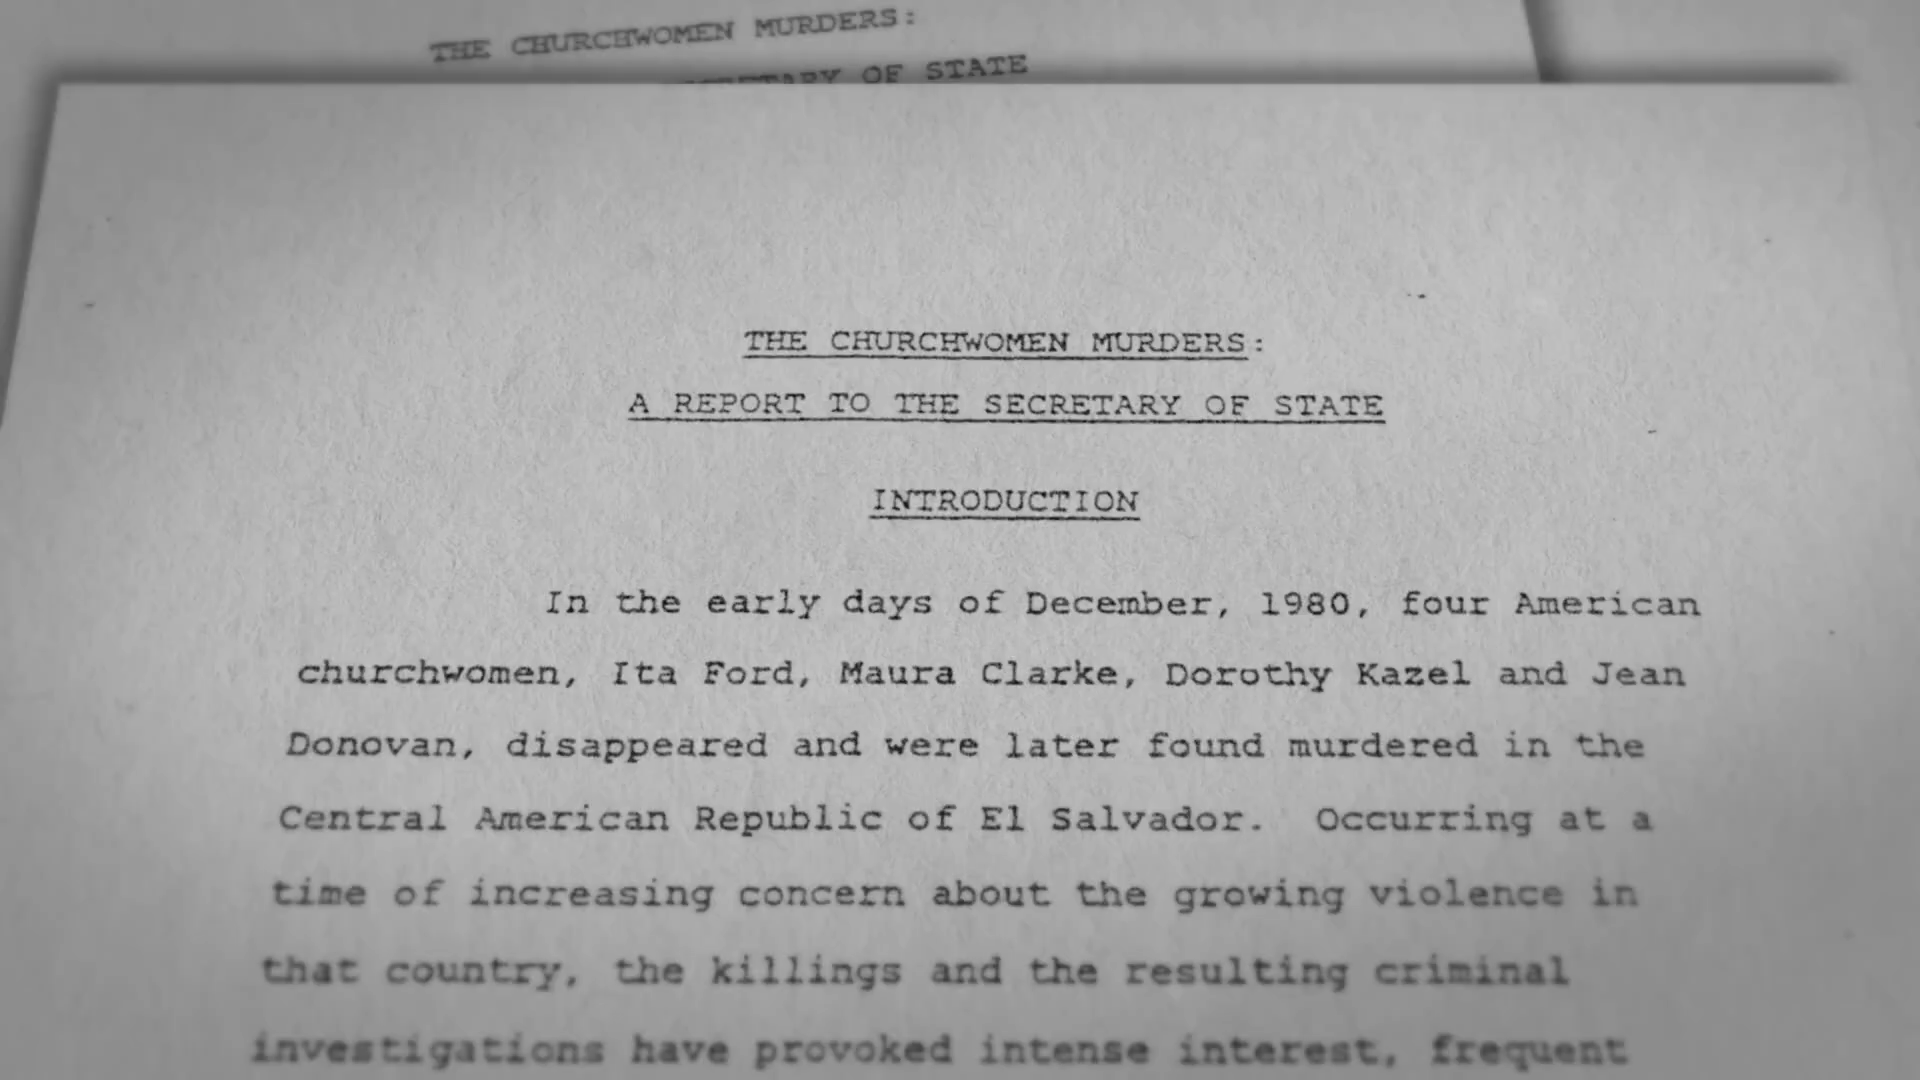 THE CHURCHWOMEN MURDERS:
SECRETARY OF STATE
THE CHURCHWOMEN MURDERS:
A REPORT TO THE SECRETARY OF STATE
INTRODUCTION
In the early days of December, 1980, four American
churchwomen, Ita Ford, Maura Clarke, Dorothy Kazel and Jean
Donovan, disappeared and were later found murdered in the
Central American Republic of El Salvador. Occurring at a
time of increasing concern about the growing violence in
that country, the killings and the resulting criminal
investigations have provoked intense interest, frequent